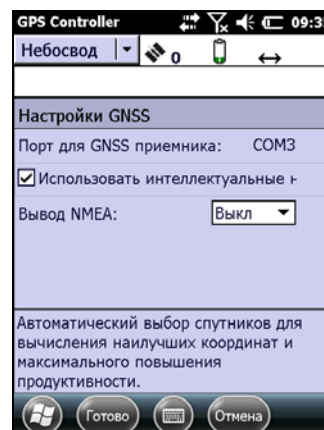 GPS Controller 09:3
Небосвод 0
Настройки GNSS
Порт для GNSS приемника: COM3
Использовать интеллектуальные
Вывод NMEA: Выкл
Автоматический выбор спутников для
вычисления наилучших координат и
максимального повышения
продуктивности.
Готово Отмена